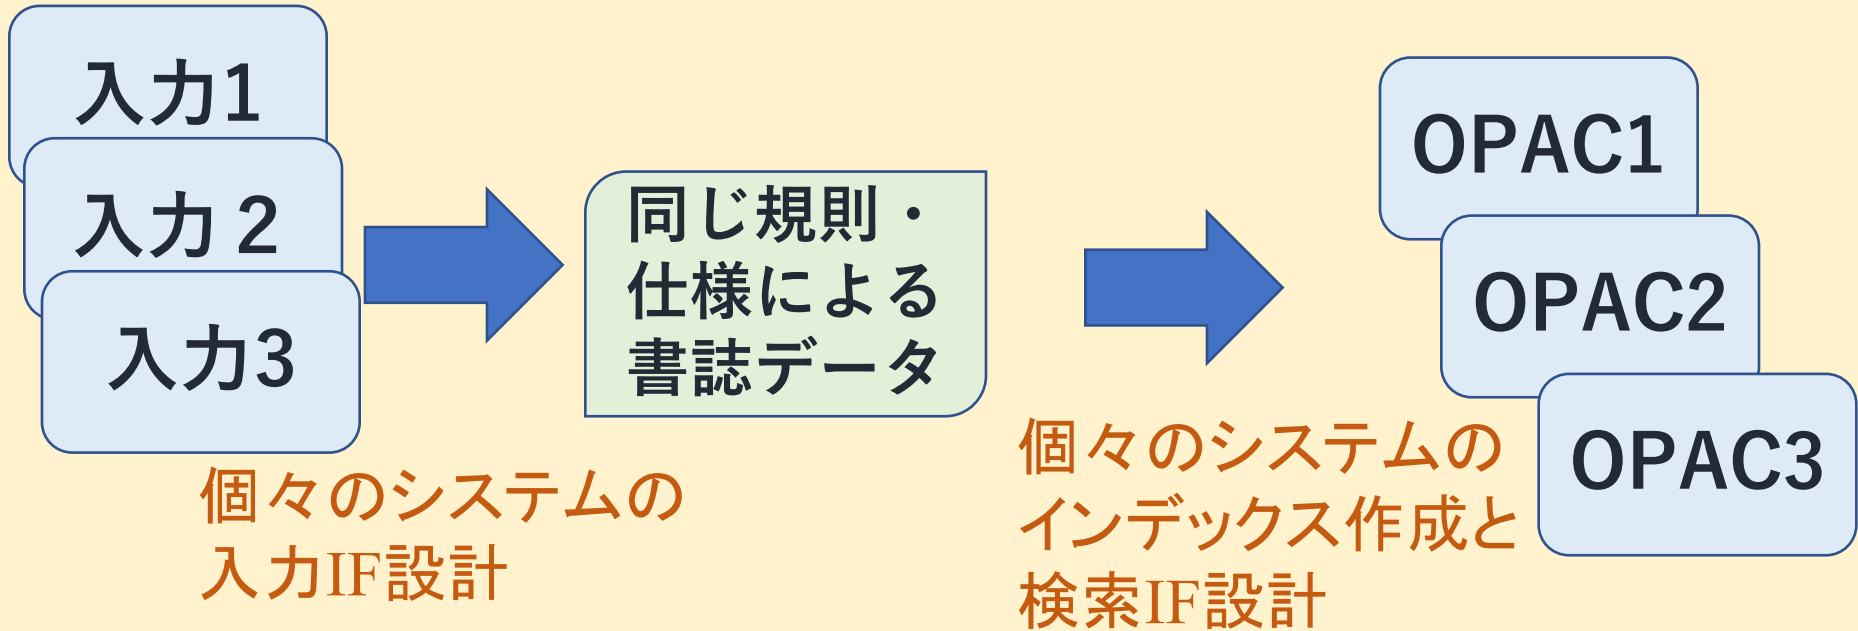 入力1
入力 2
入力3
個々のシステムの
入力IF設計
同じ規則・
仕様による
書誌データ
個々のシステムの
インデックス作成と
検索IF設計
OPAC1
OPAC2
OPAC3